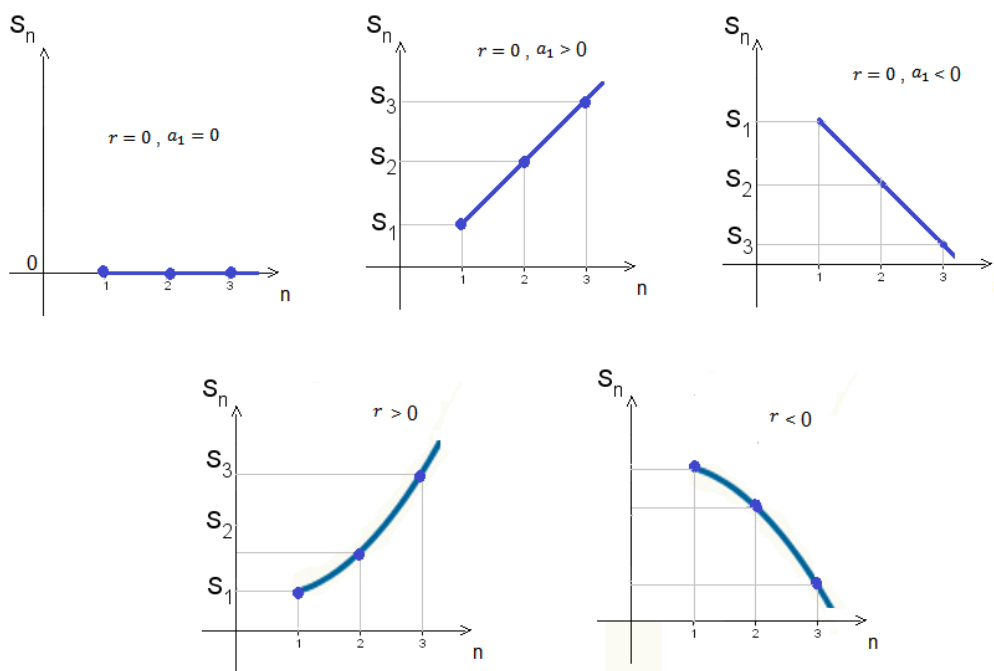 Sn
r = 0 , a1 = 0
0
1 2 3
n
Sn
r = 0 , a1 > 0
S3
S2
S1
1 2 3
n
Sn
r = 0 , a1 < 0
S1
S2
S3
1 2 3
Sn
r > 0
S3
S2
S1
1 2 3
n
Sn
r < 0
1 2 3
n